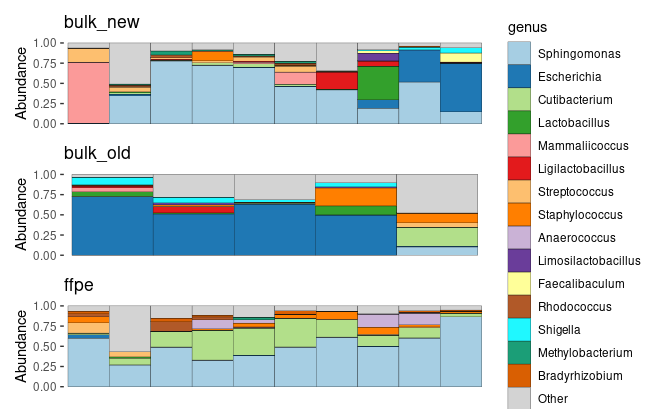 bulk_new
Abundance
1.00
0.75
0.50
0.25
0.00
bulk_old
Abundance
1.00
0.75
0.50
0.25
0.00
ffpe
Abundance
1.00
0.75
0.50
0.25
0.00
genus
Sphingomonas
Escherichia
Cutibacterium
Lactobacillus
Mammaliicoccus
Ligilactobacillus
Streptococcus
Staphylococcus
Anaerococcus
Limosilactobacillus
Faecalibaculum
Rhodococcus
Shigella
Methylobacterium
Bradyrhizobium
Other